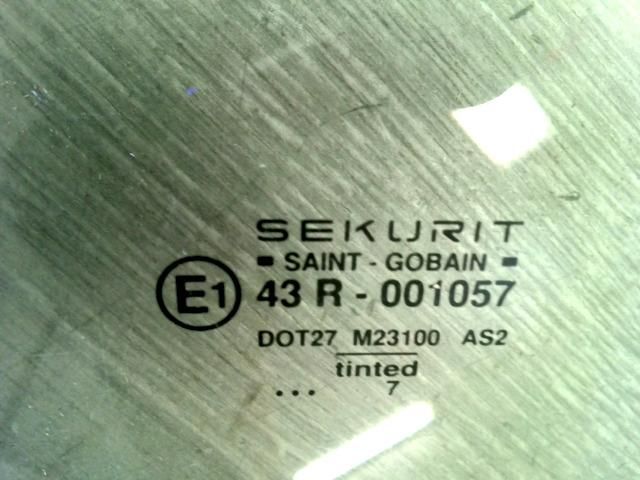 SEKURIT
SAINT - GOBAIN
E1 43 R - 001057
DOT27 M23100 AS2
tinted
... 7